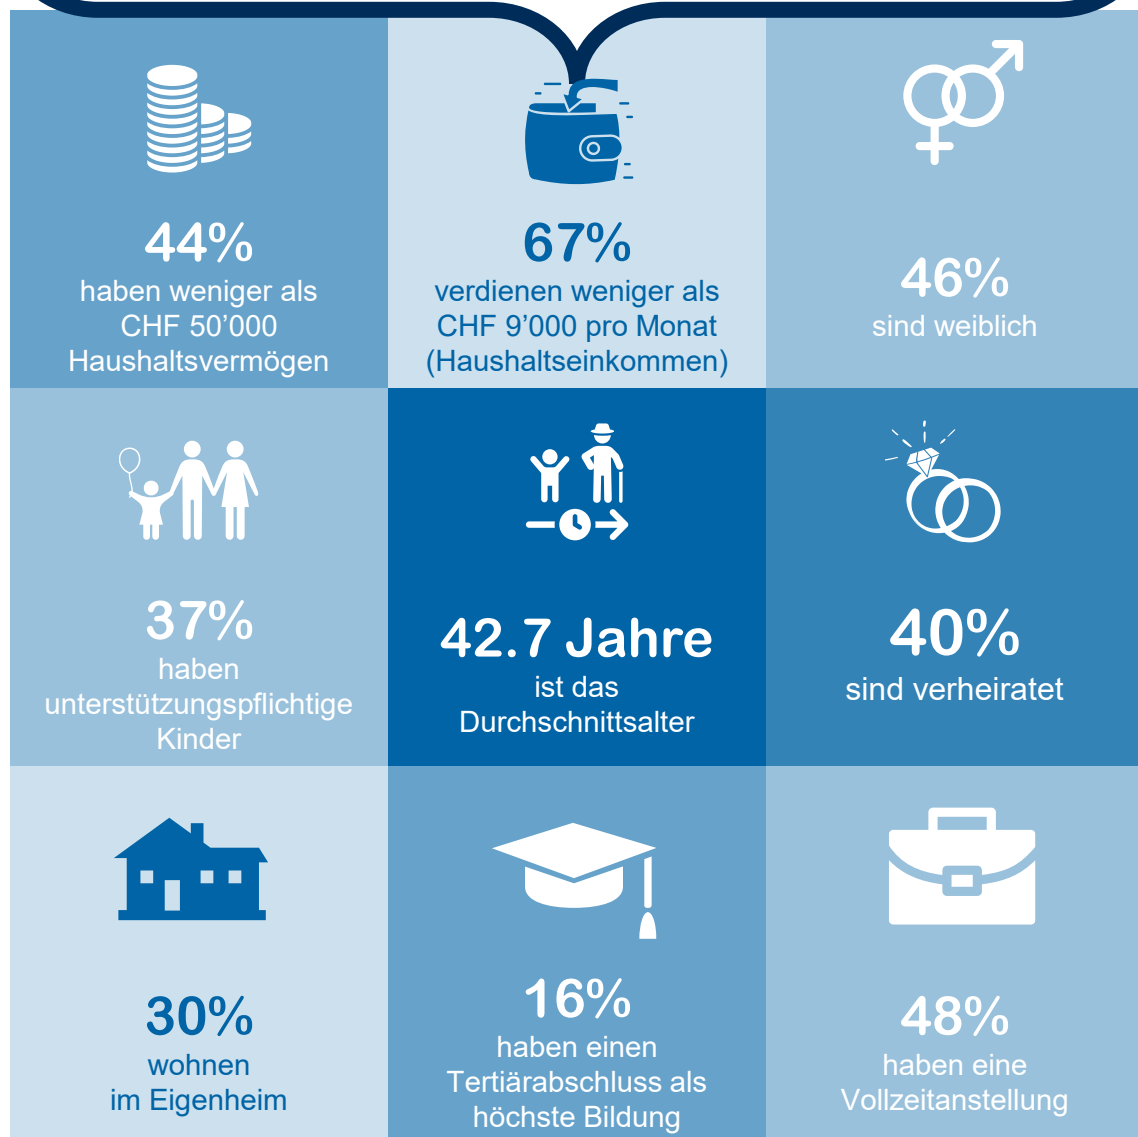 44%
haben weniger als
CHF 50’000
Haushaltsvermögen
67%
verdienen weniger als
CHF 9’000 pro Monat
(Haushaltseinkommen)
46%
sind weiblich
37%
haben
unterstützungspflichtige
Kinder
42.7 Jahre
ist das
Durchschnittsalter
40%
sind verheiratet
30%
wohnen
im Eigenheim
16%
haben einen
Tertiärabschluss als
höchste Bildung
48%
haben eine
Vollzeitanstellung